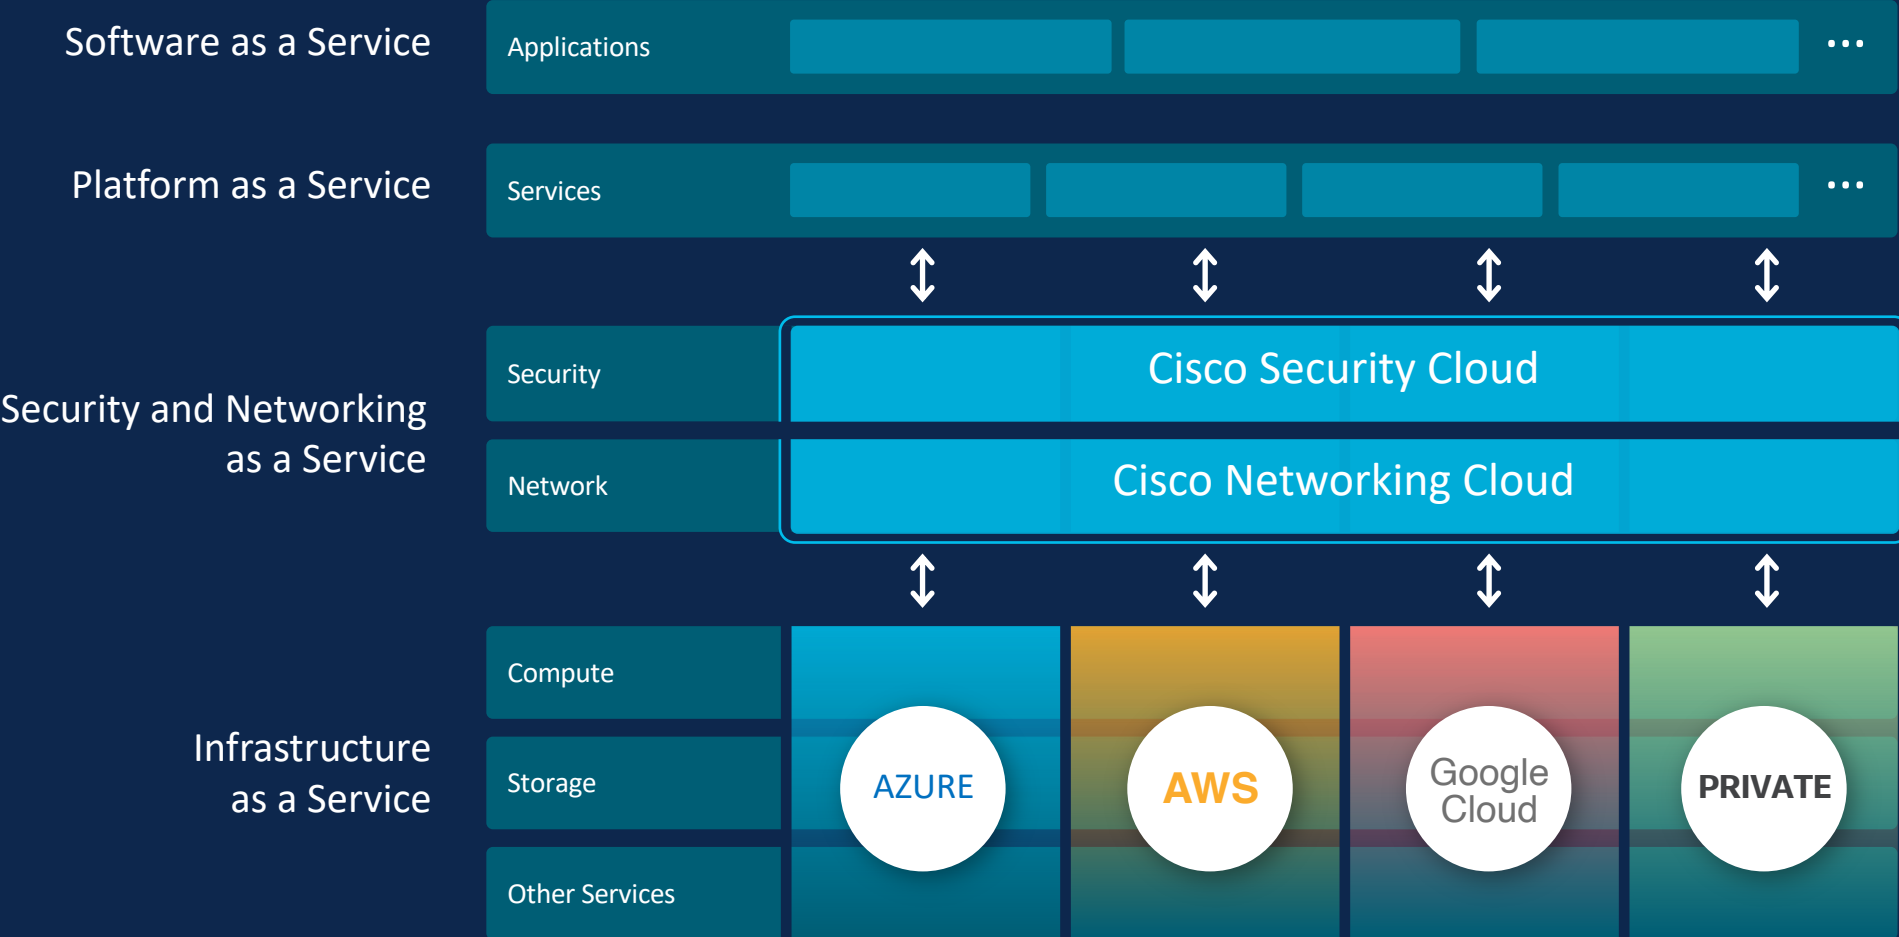 Software as a Service
Applications
...
Platform as a Service
Services
...
Security and Networking
as a Service
Security
Cisco Security Cloud
Network
Cisco Networking Cloud
Infrastructure
as a Service
Compute
Storage
Other Services
AZURE
AWS
Google
Cloud
PRIVATE